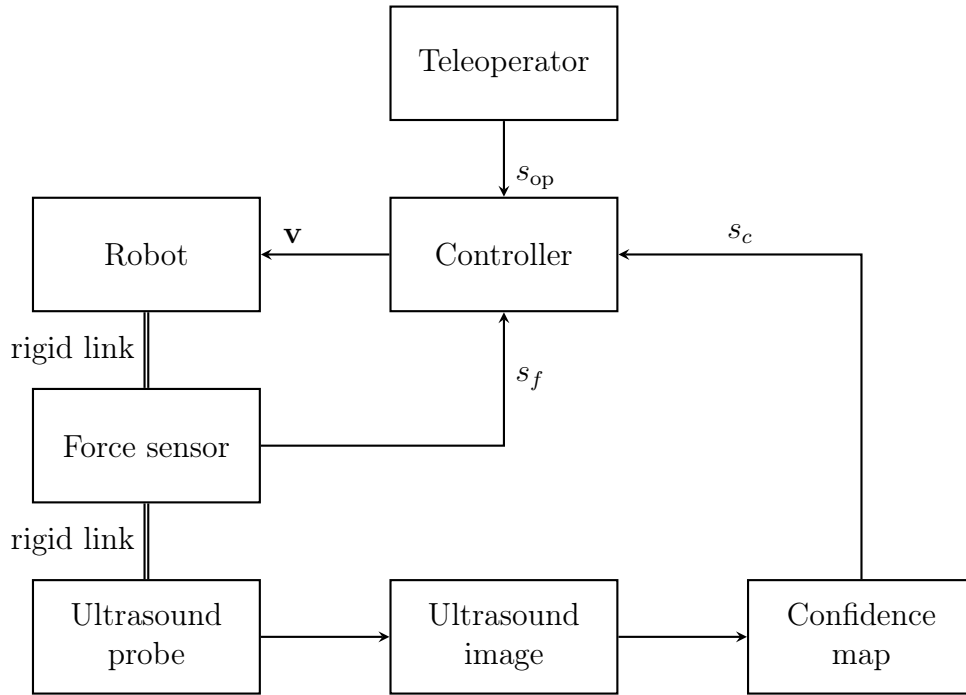 Teleoperator
s_op
Robot
v
Controller
s_c
rigid link
s_f
Force sensor
rigid link
Ultrasound
probe
Ultrasound
image
Confidence
map